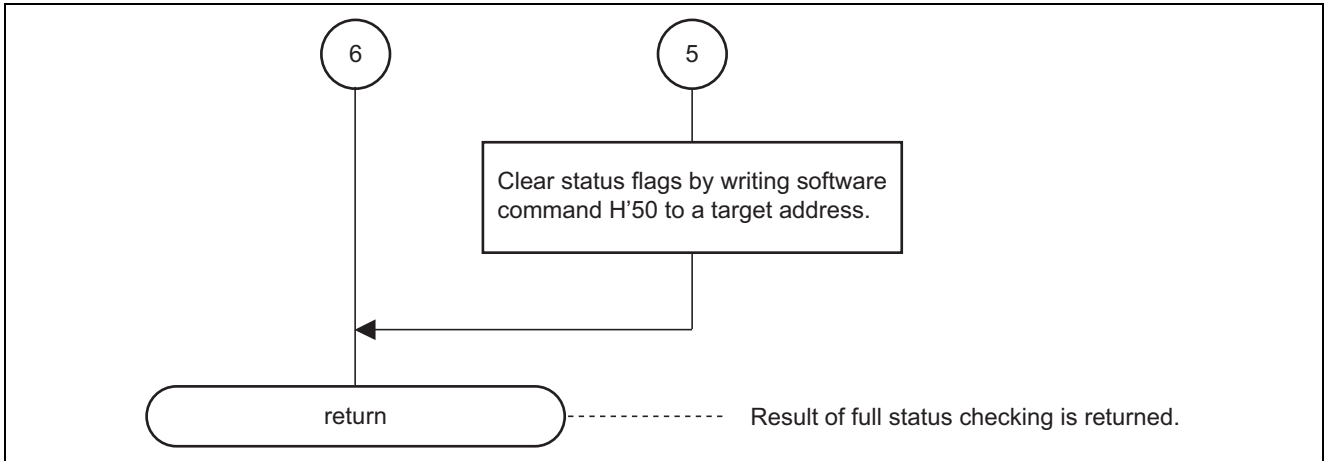 6
5
Clear status flags by writing software
command H’50 to a target address.
return
Result of full status checking is returned.